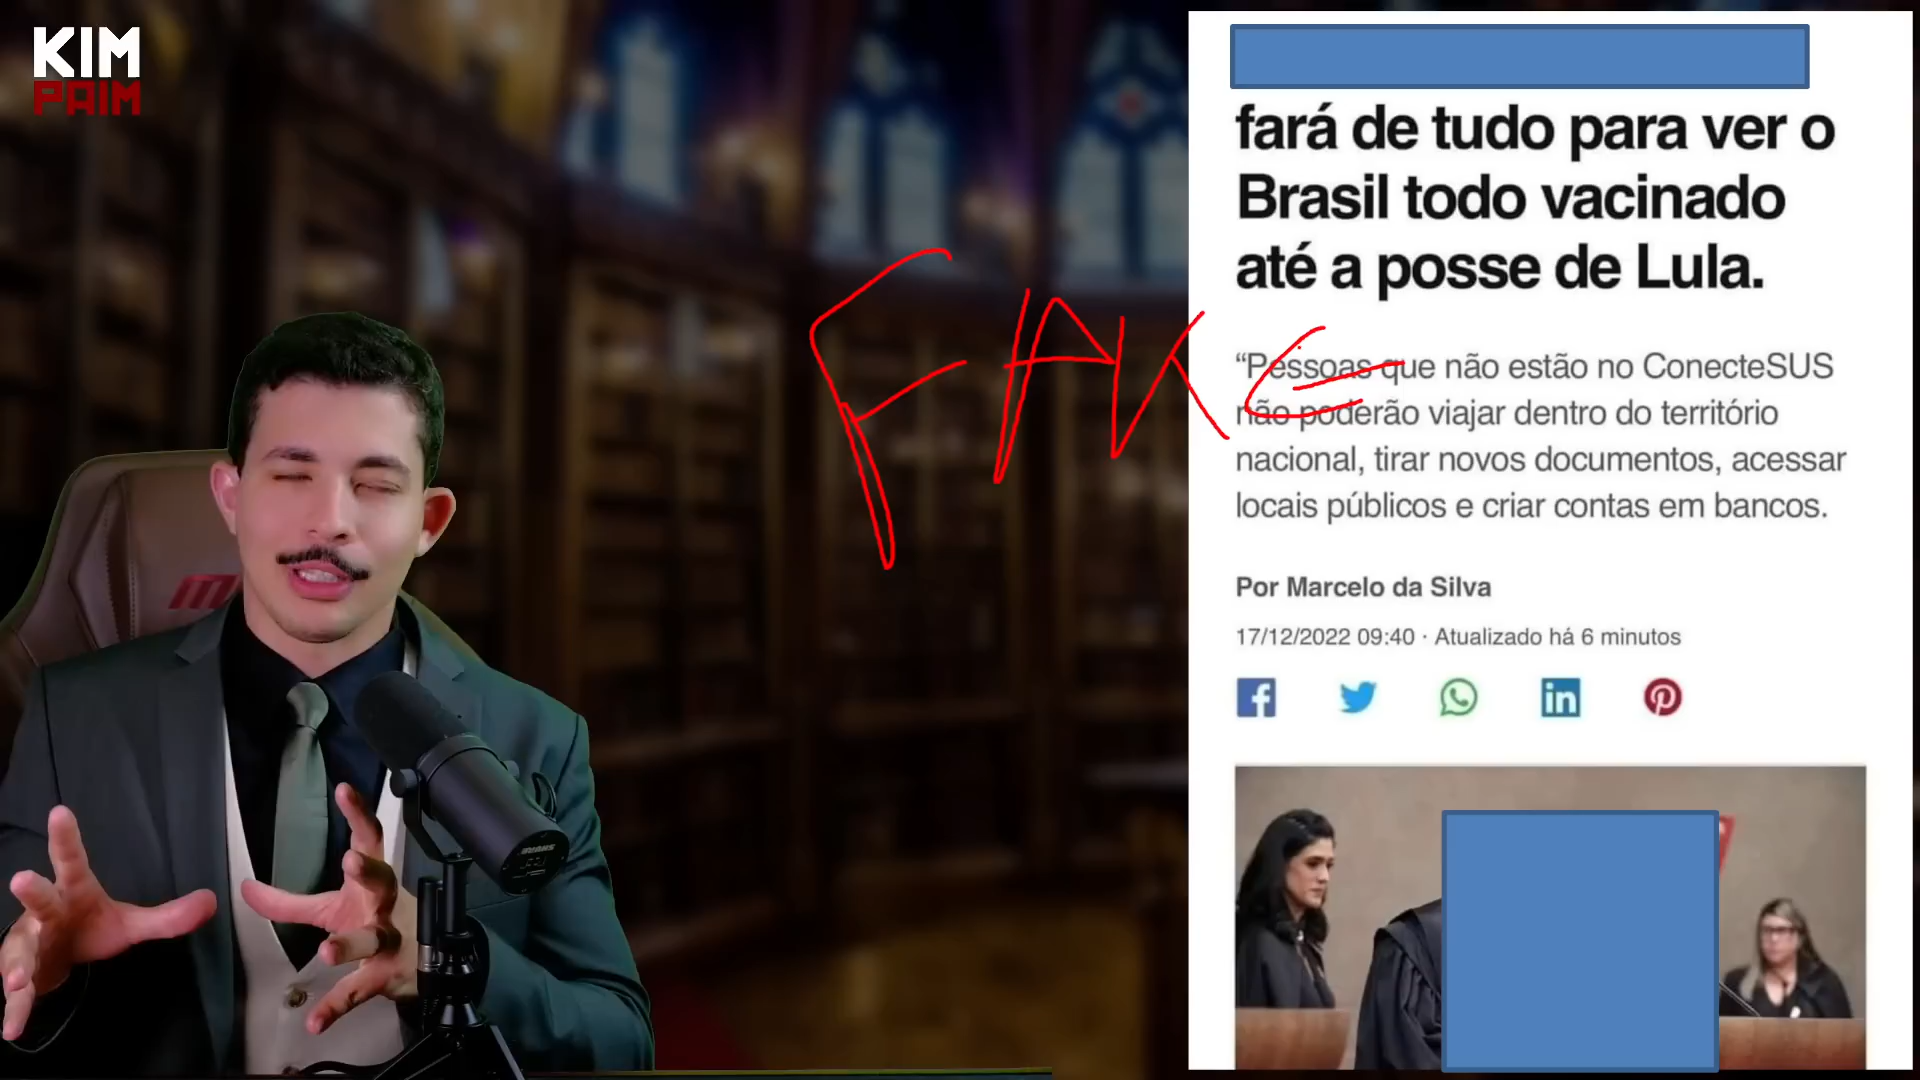 KIM
PAIM
FAKE
fará de tudo para ver o
Brasil todo vacinado
até a posse de Lula.
“Pessoas que não estão no ConecteSUS
não poderão viajar dentro do território
nacional, tirar novos documentos, acessar
locais públicos e criar contas em bancos.
Por Marcelo da Silva
17/12/2022 09:40 · Atualizado há 6 minutos